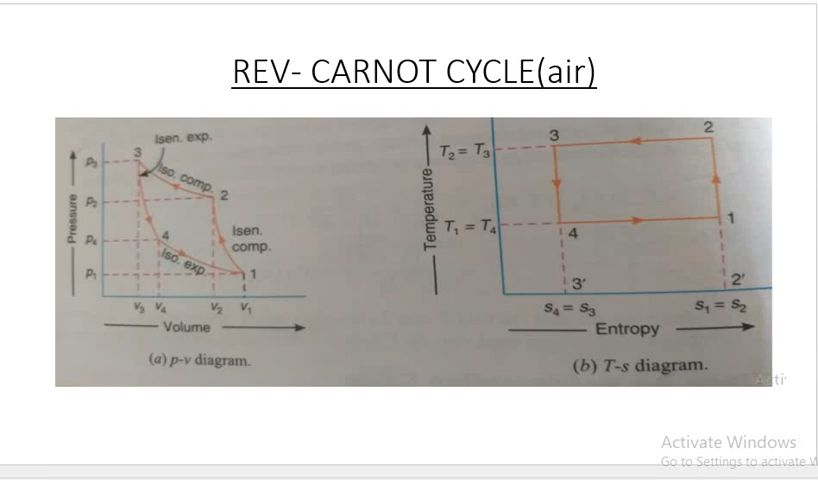 REV- CARNOT CYCLE(air)
Isen. exp.
3
p₃
Iso. comp.
2
p₂
Pressure
Isen.
comp.
p₄
4
Iso. exp.
p₁
1
v₃ v₄ v₂ v₁
Volume
(a) p-v diagram.
3
2
T₂ = T₃
Temperature
T₁ = T₄
4
1
3'
2'
S₄ = S₃
S₁ = S₂
Entropy
(b) T-s diagram.
Acti
Activate Windows
Go to Settings to activate W